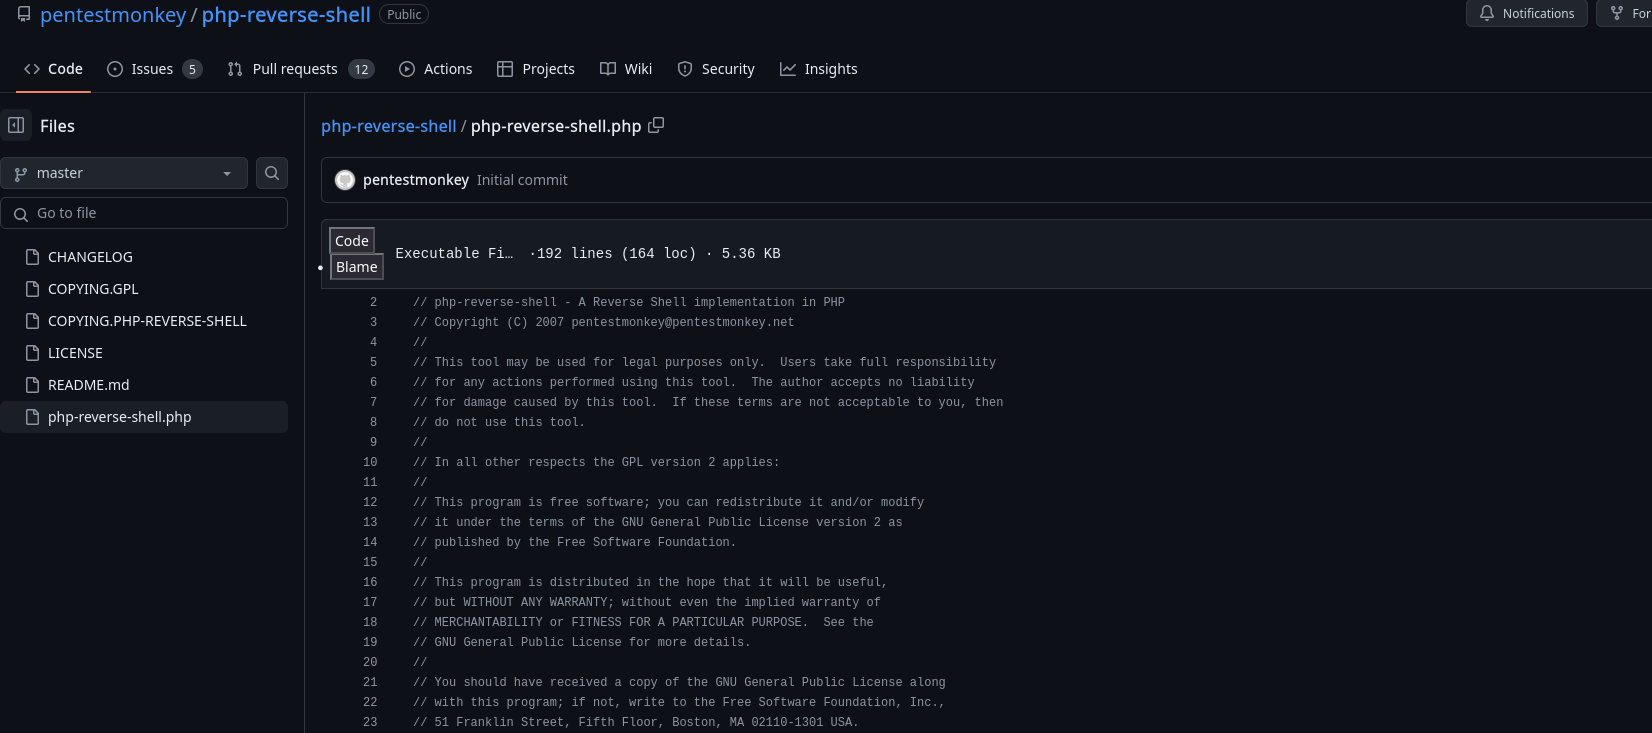 pentestmonkey / php-reverse-shell Public
Notifications
For
Code
Issues 5
Pull requests 12
Actions
Projects
Wiki
Security
Insights
Files
master
Go to file
CHANGELOG
COPYING.GPL
COPYING.PHP-REVERSE-SHELL
LICENSE
README.md
php-reverse-shell.php
php-reverse-shell / php-reverse-shell.php
pentestmonkey Initial commit
Code
Blame
Executable Fi… ·192 lines (164 loc) · 5.36 KB
2 // php-reverse-shell - A Reverse Shell implementation in PHP
3 // Copyright (C) 2007 pentestmonkey@pentestmonkey.net
4 //
5 // This tool may be used for legal purposes only.  Users take full responsibility
6 // for any actions performed using this tool.  The author accepts no liability
7 // for damage caused by this tool.  If these terms are not acceptable to you, then
8 // do not use this tool.
9 //
10 // In all other respects the GPL version 2 applies:
11 //
12 // This program is free software; you can redistribute it and/or modify
13 // it under the terms of the GNU General Public License version 2 as
14 // published by the Free Software Foundation.
15 //
16 // This program is distributed in the hope that it will be useful,
17 // but WITHOUT ANY WARRANTY; without even the implied warranty of
18 // MERCHANTABILITY or FITNESS FOR A PARTICULAR PURPOSE.  See the
19 // GNU General Public License for more details.
20 //
21 // You should have received a copy of the GNU General Public License along
22 // with this program; if not, write to the Free Software Foundation, Inc.,
23 // 51 Franklin Street, Fifth Floor, Boston, MA 02110-1301 USA.